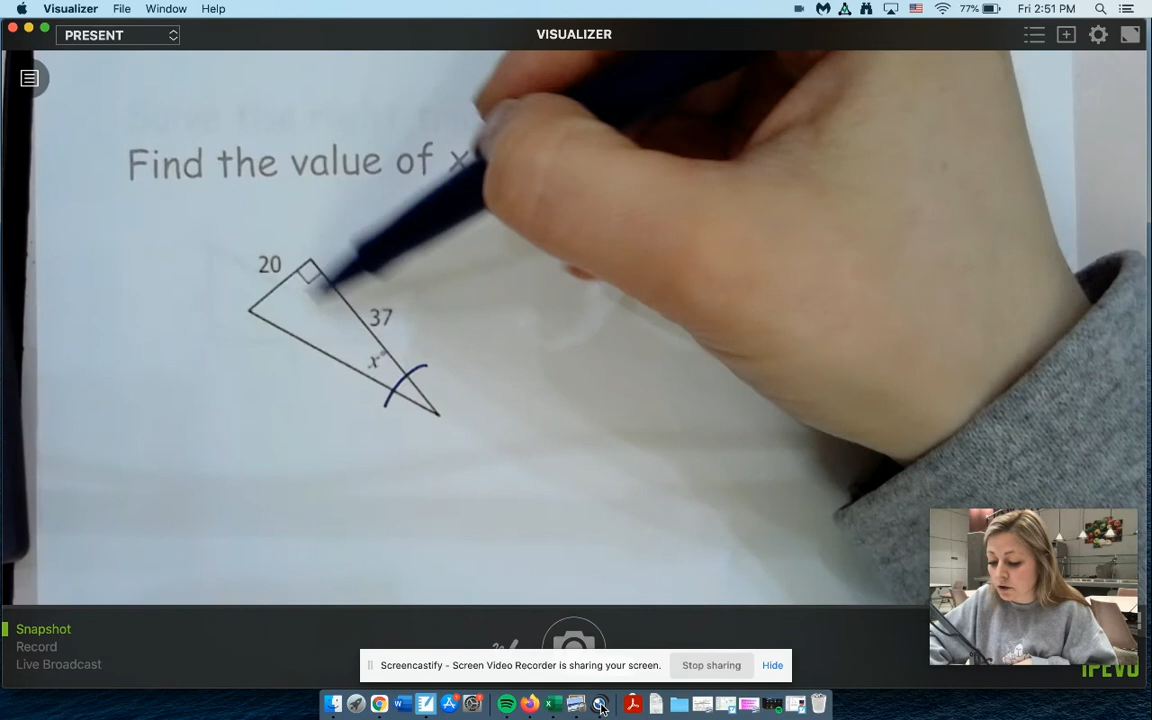 Visualizer File Window Help 77% Fri 2:51 PM
PRESENT VISUALIZER
Find the value of x
20
37
x°
Snapshot
Record
Live Broadcast
Screencastify - Screen Video Recorder is sharing your screen. Stop sharing Hide
IPEVO